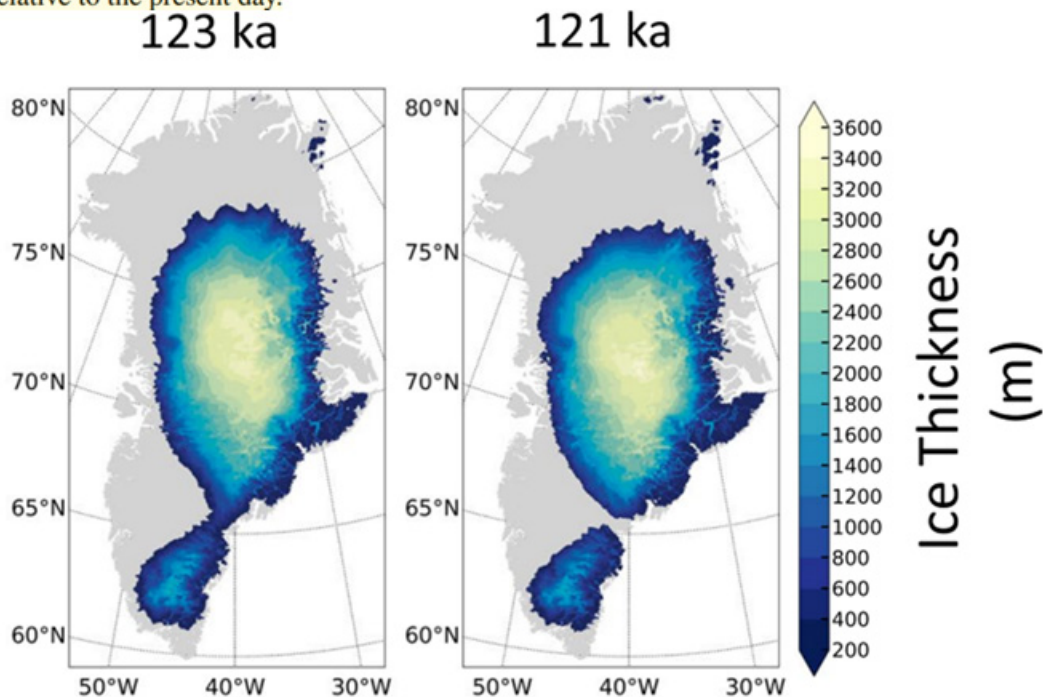 relative to the present day.
123 ka
121 ka
80°N
75°N
70°N
65°N
60°N
50°W
40°W
30°W
80°N
75°N
70°N
65°N
60°N
50°W
40°W
30°W
3600
3400
3200
3000
2800
2600
2400
2200
2000
1800
1600
1400
1200
1000
800
600
400
200
Ice Thickness
(m)